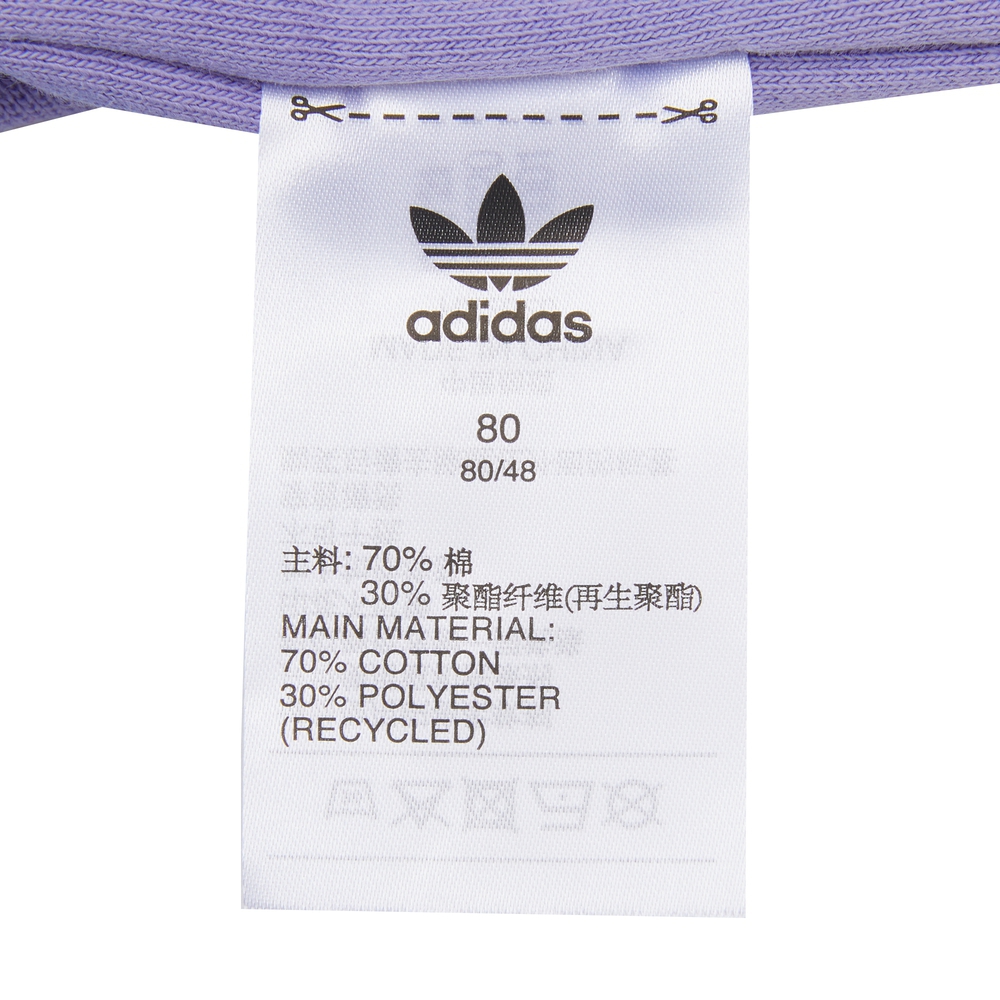 adidas
80
80/48
主料: 70% 棉
30% 聚酯纤维(再生聚酯)
MAIN MATERIAL:
70% COTTON
30% POLYESTER
(RECYCLED)